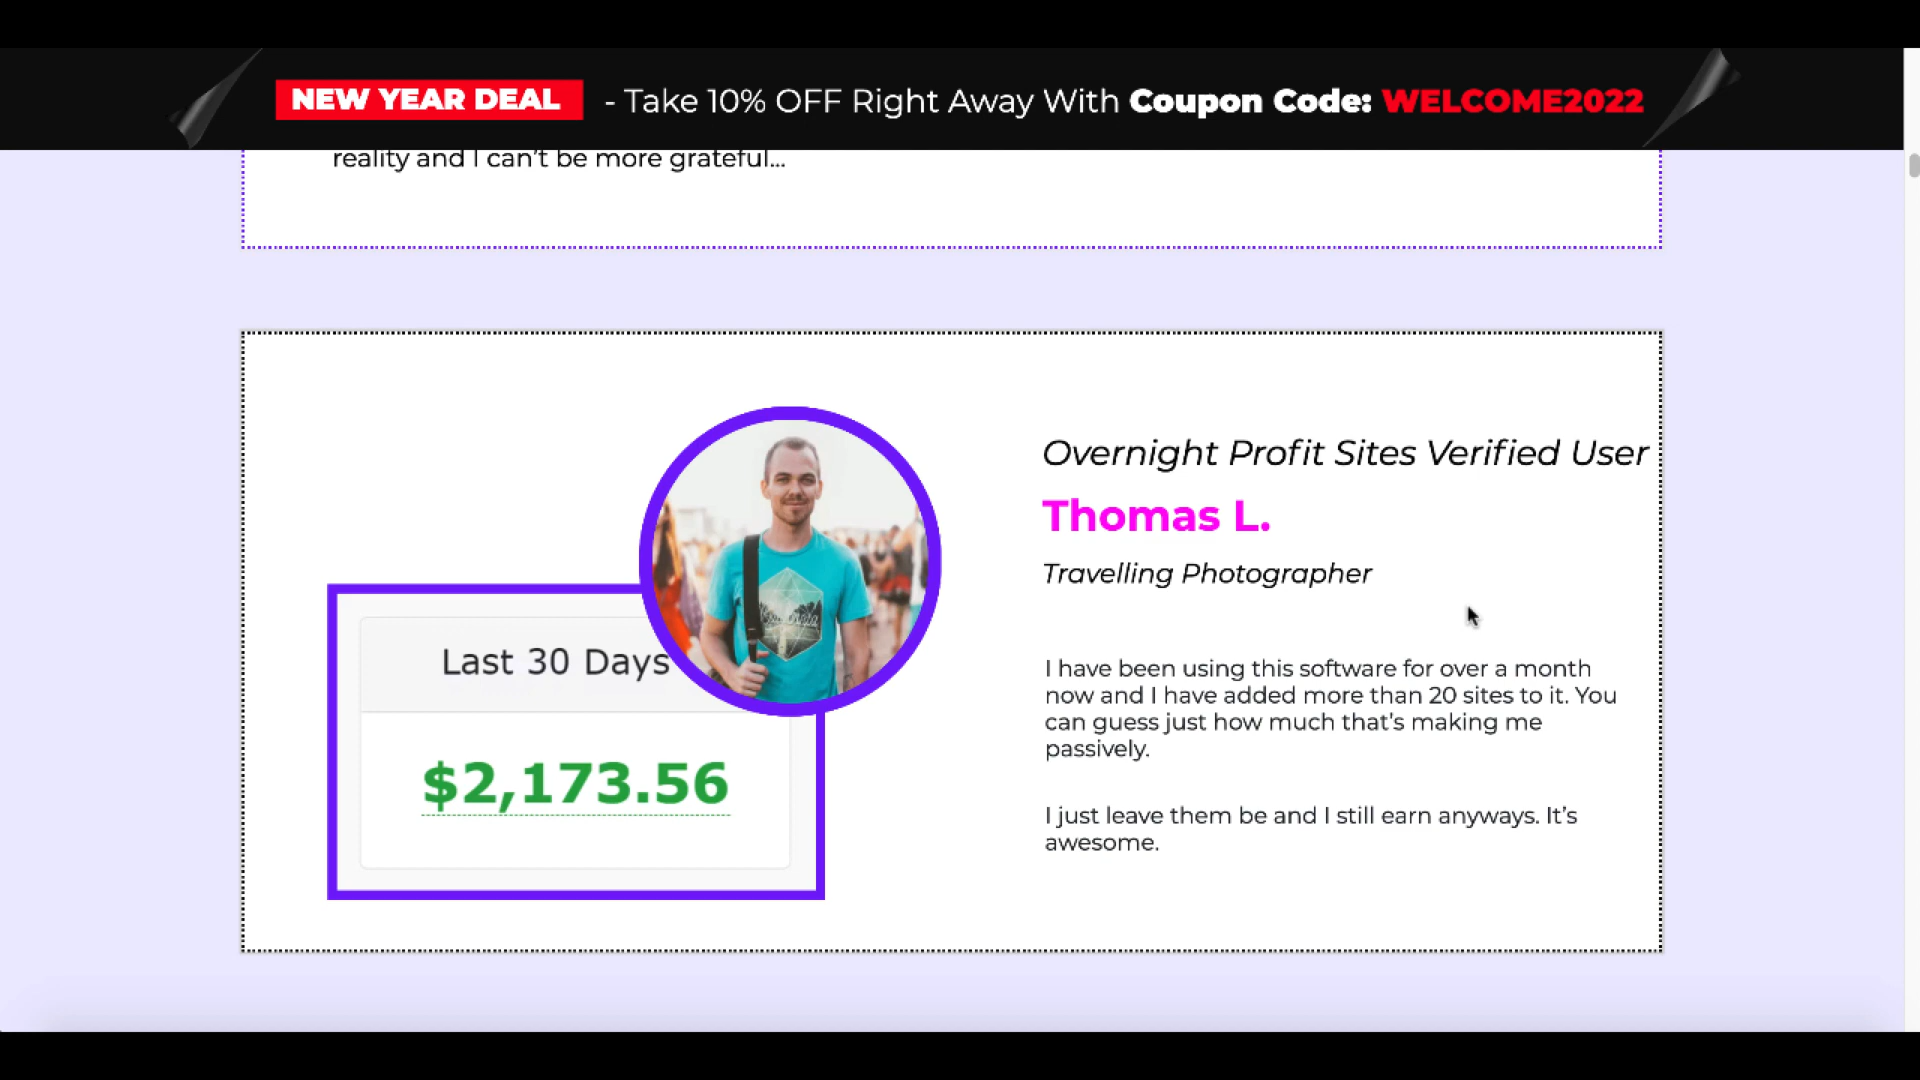 NEW YEAR DEAL - Take 10% OFF Right Away With Coupon Code: WELCOME2022
reality and I can't be more grateful...
Overnight Profit Sites Verified User
Thomas L.
Travelling Photographer
Last 30 Days
$2,173.56
I have been using this software for over a month
now and I have added more than 20 sites to it. You
can guess just how much that's making me
passively.
I just leave them be and I still earn anyways. It's
awesome.